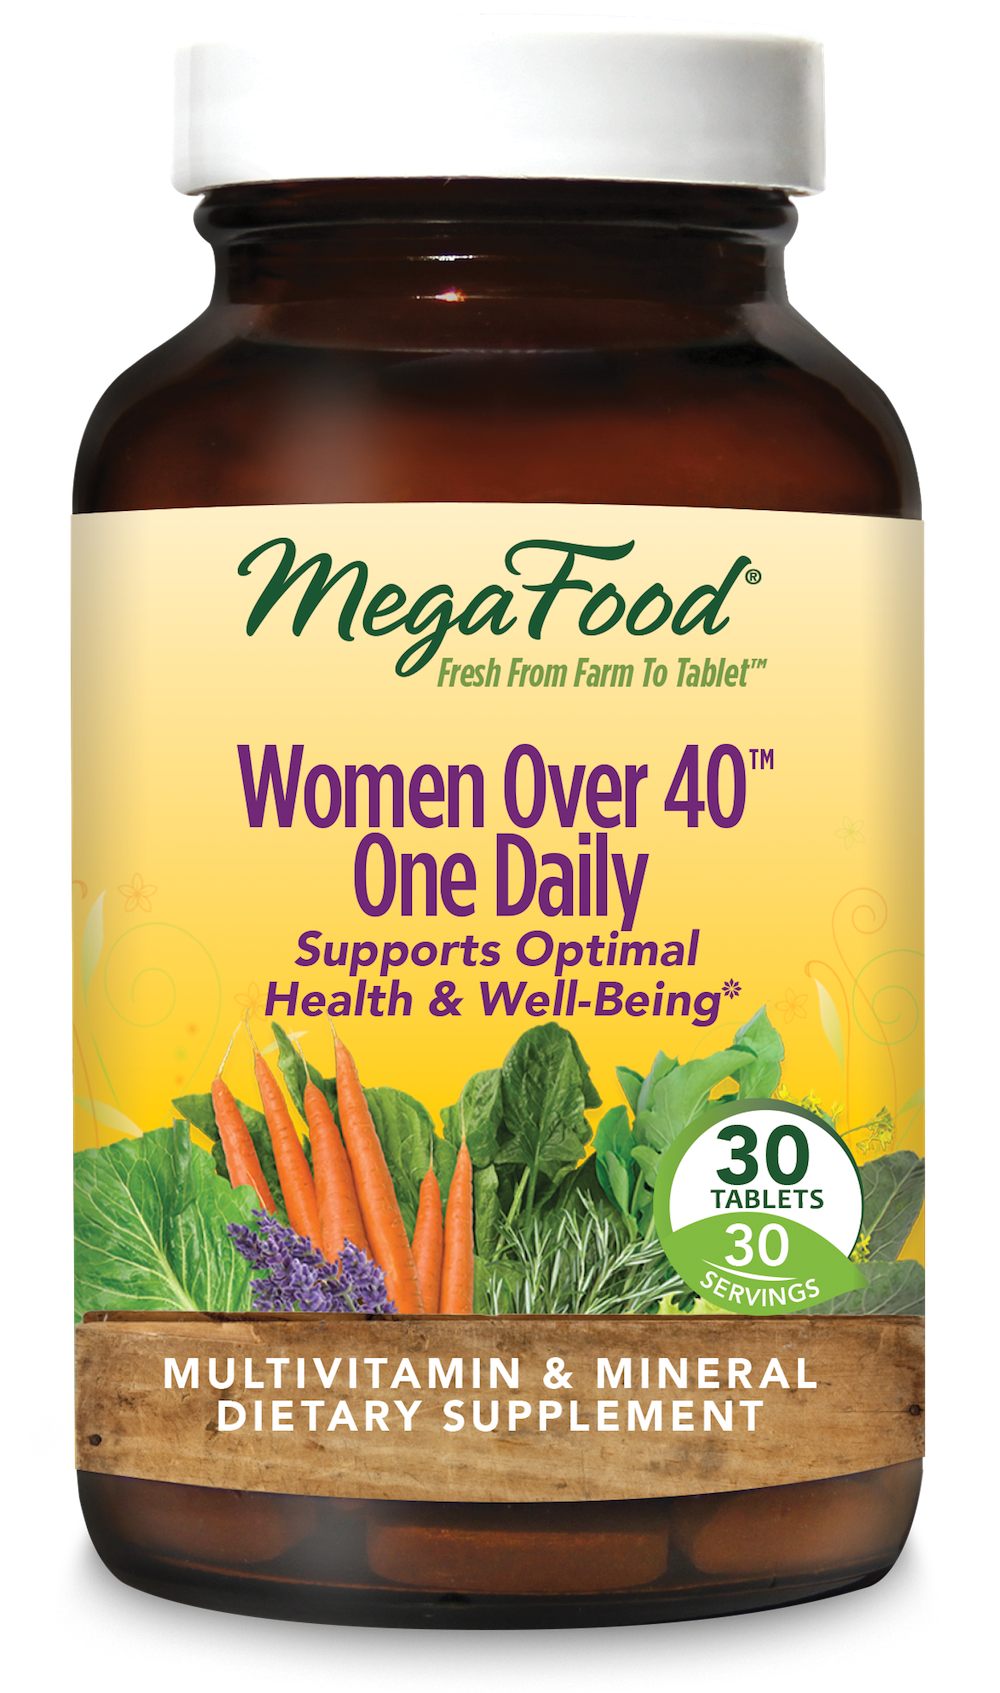 MegaFood®
Fresh From Farm To Tablet™
Women Over 40™
One Daily
Supports Optimal
Health & Well-Being*
30
TABLETS
30
SERVINGS
MULTIVITAMIN & MINERAL
DIETARY SUPPLEMENT